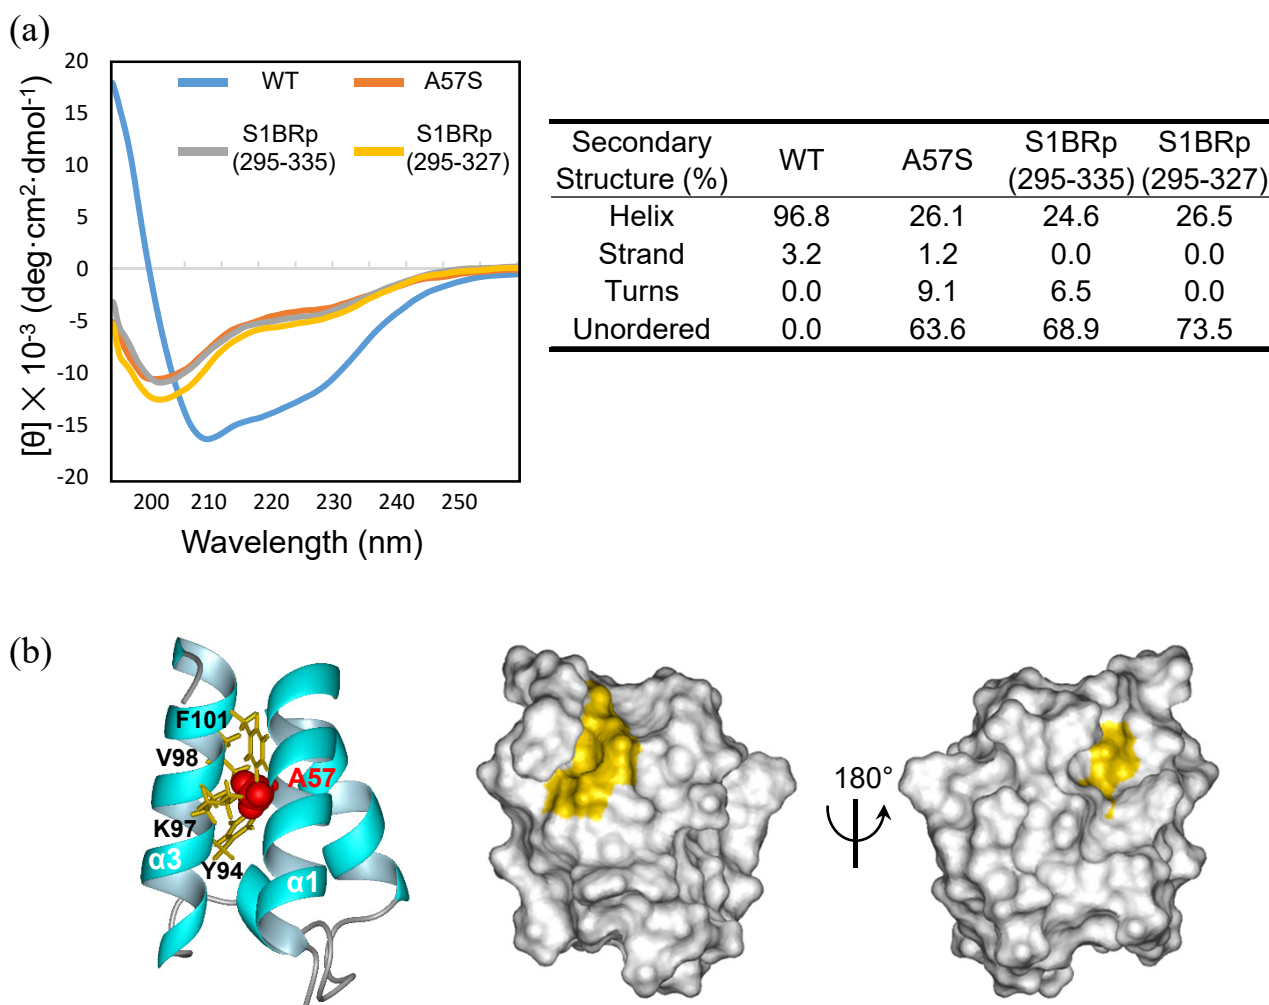 (a)
20
15
10
5
0
-5
-10
-15
-20
[θ] × 10⁻³ (deg·cm²·dmol⁻¹)
WT
A57S
S1BRp
(295-335)
S1BRp
(295-327)
200 210 220 230 240 250
Wavelength (nm)
Secondary
Structure (%)
WT
A57S
S1BRp
(295-335)
S1BRp
(295-327)
Helix 96.8 26.1 24.6 26.5
Strand 3.2 1.2 0.0 0.0
Turns 0.0 9.1 6.5 0.0
Unordered 0.0 63.6 68.9 73.5
(b)
F101
V98
A57
K97
α3
Y94
α1
180°